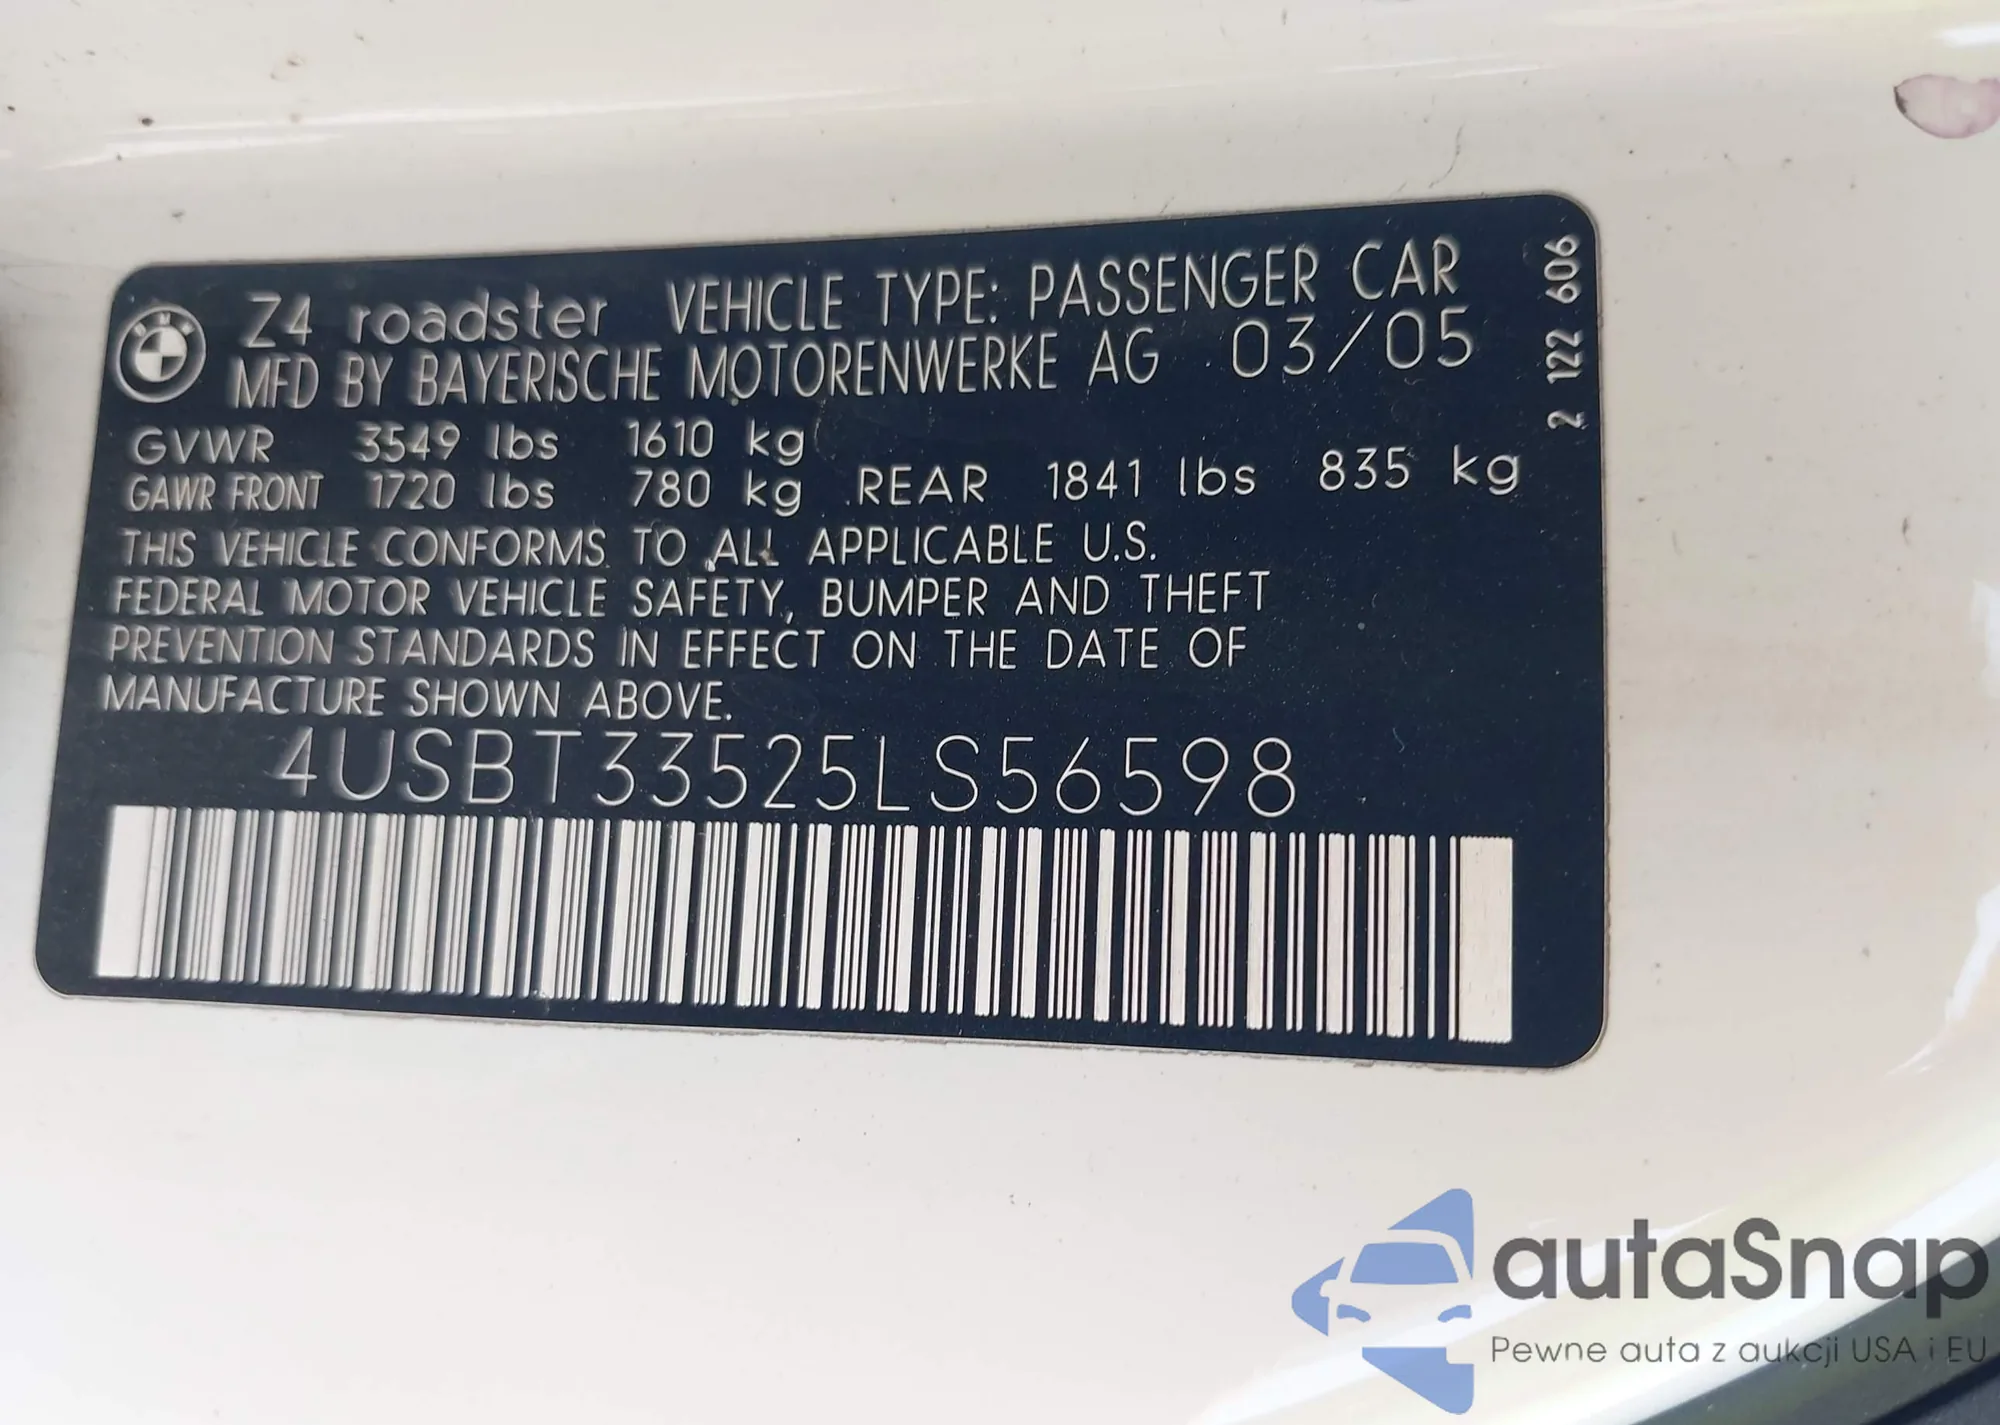 Z4 roadster VEHICLE TYPE: PASSENGER CAR
MFD BY BAYERISCHE MOTORENWERKE AG 03/05
GVWR 3549 lbs 1610 kg
GAWR FRONT 1720 lbs 780 kg REAR 1841 lbs 835 kg
THIS VEHICLE CONFORMS TO ALL APPLICABLE U.S.
FEDERAL MOTOR VEHICLE SAFETY, BUMPER AND THEFT
PREVENTION STANDARDS IN EFFECT ON THE DATE OF
MANUFACTURE SHOWN ABOVE.
4USBT33525LS56598
2 122 606
BMW
autaSnap
Pewne auta z aukcji USA i EU